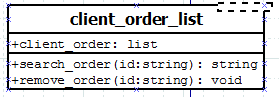 client_order_list
+client_order: list
+search_order(id:string): string
+remove_order(id:string): void